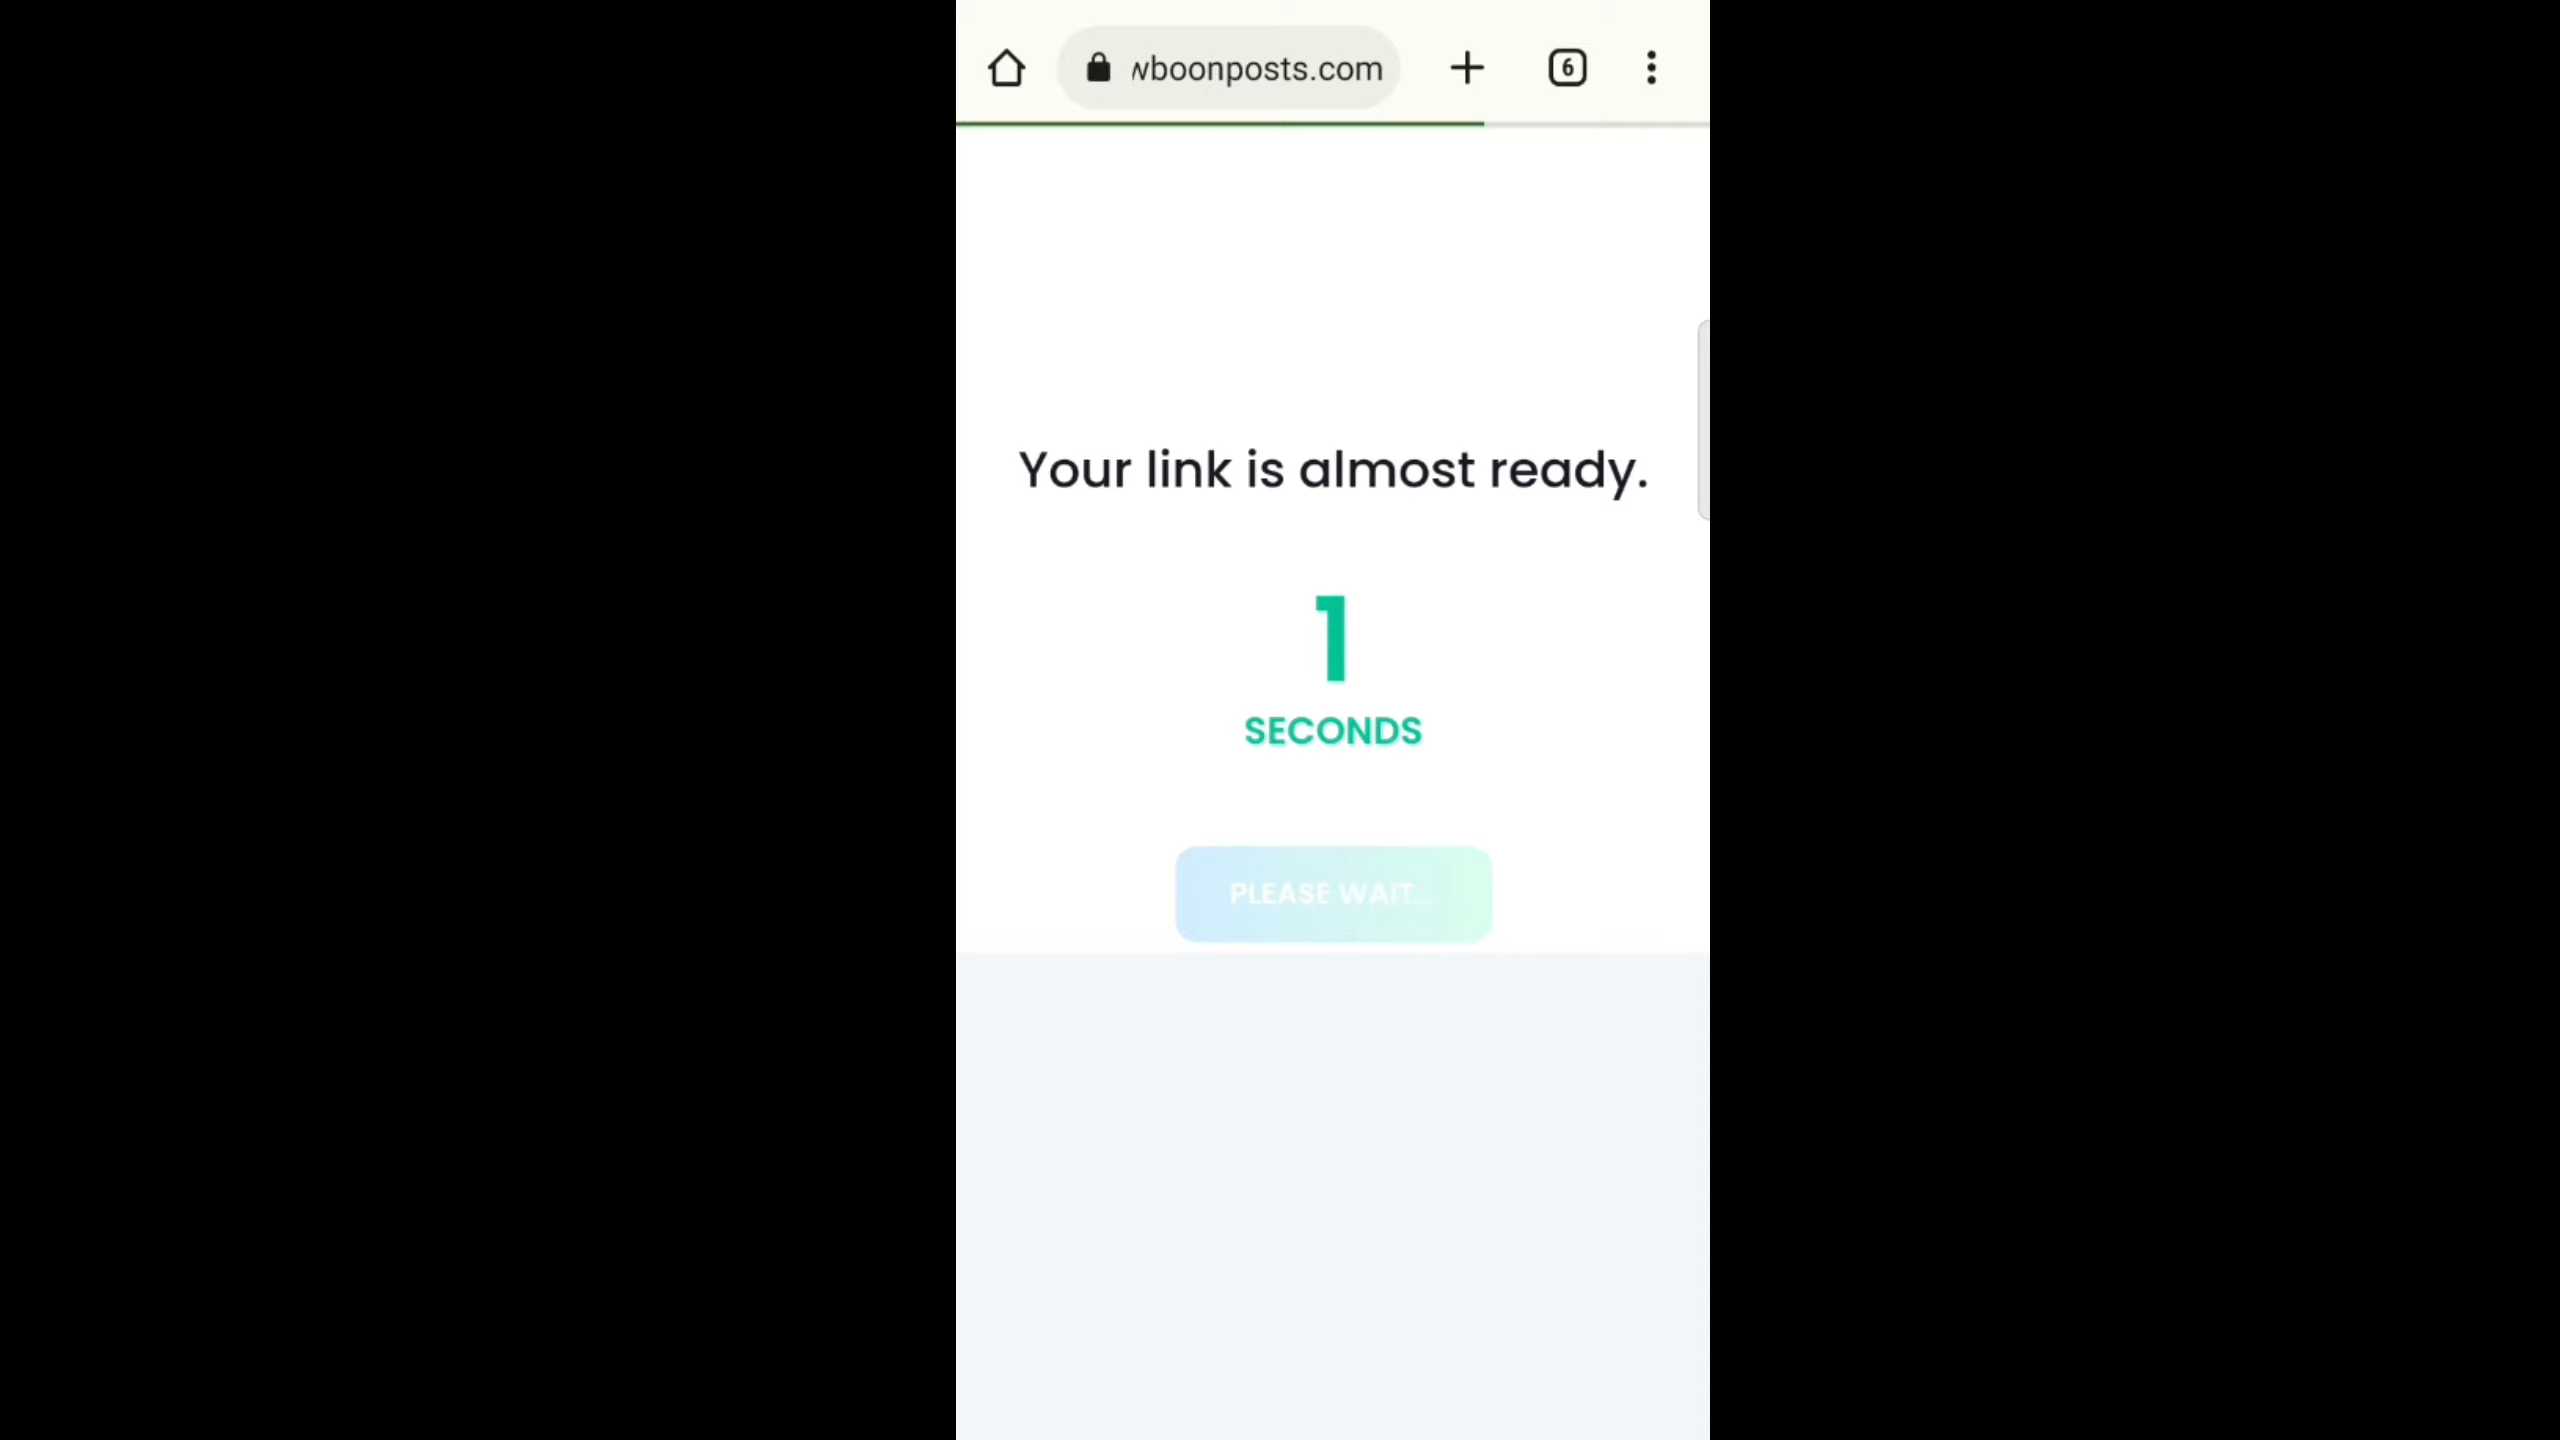 wboonposts.com
6
Your link is almost ready.
1
SECONDS
PLEASE WAIT...